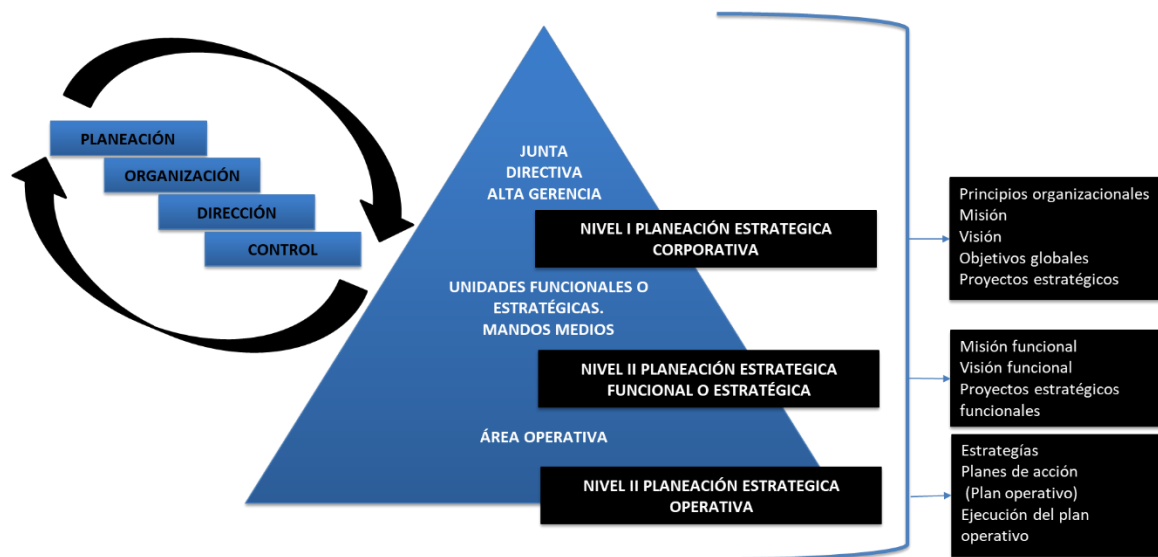 PLANEACIÓN
ORGANIZACIÓN
DIRECCIÓN
CONTROL
JUNTA
DIRECTIVA
ALTA GERENCIA
NIVEL I PLANEACIÓN ESTRATEGICA
CORPORATIVA
UNIDADES FUNCIONALES O
ESTRATÉGICAS.
MANDOS MEDIOS
NIVEL II PLANEACIÓN ESTRATEGICA
FUNCIONAL O ESTRATÉGICA
ÁREA OPERATIVA
NIVEL II PLANEACIÓN ESTRATEGICA
OPERATIVA
Principios organizacionales
Misión
Visión
Objetivos globales
Proyectos estratégicos
Misión funcional
Visión funcional
Proyectos estratégicos
funcionales
Estrategías
Planes de acción
(Plan operativo)
Ejecución del plan
operativo